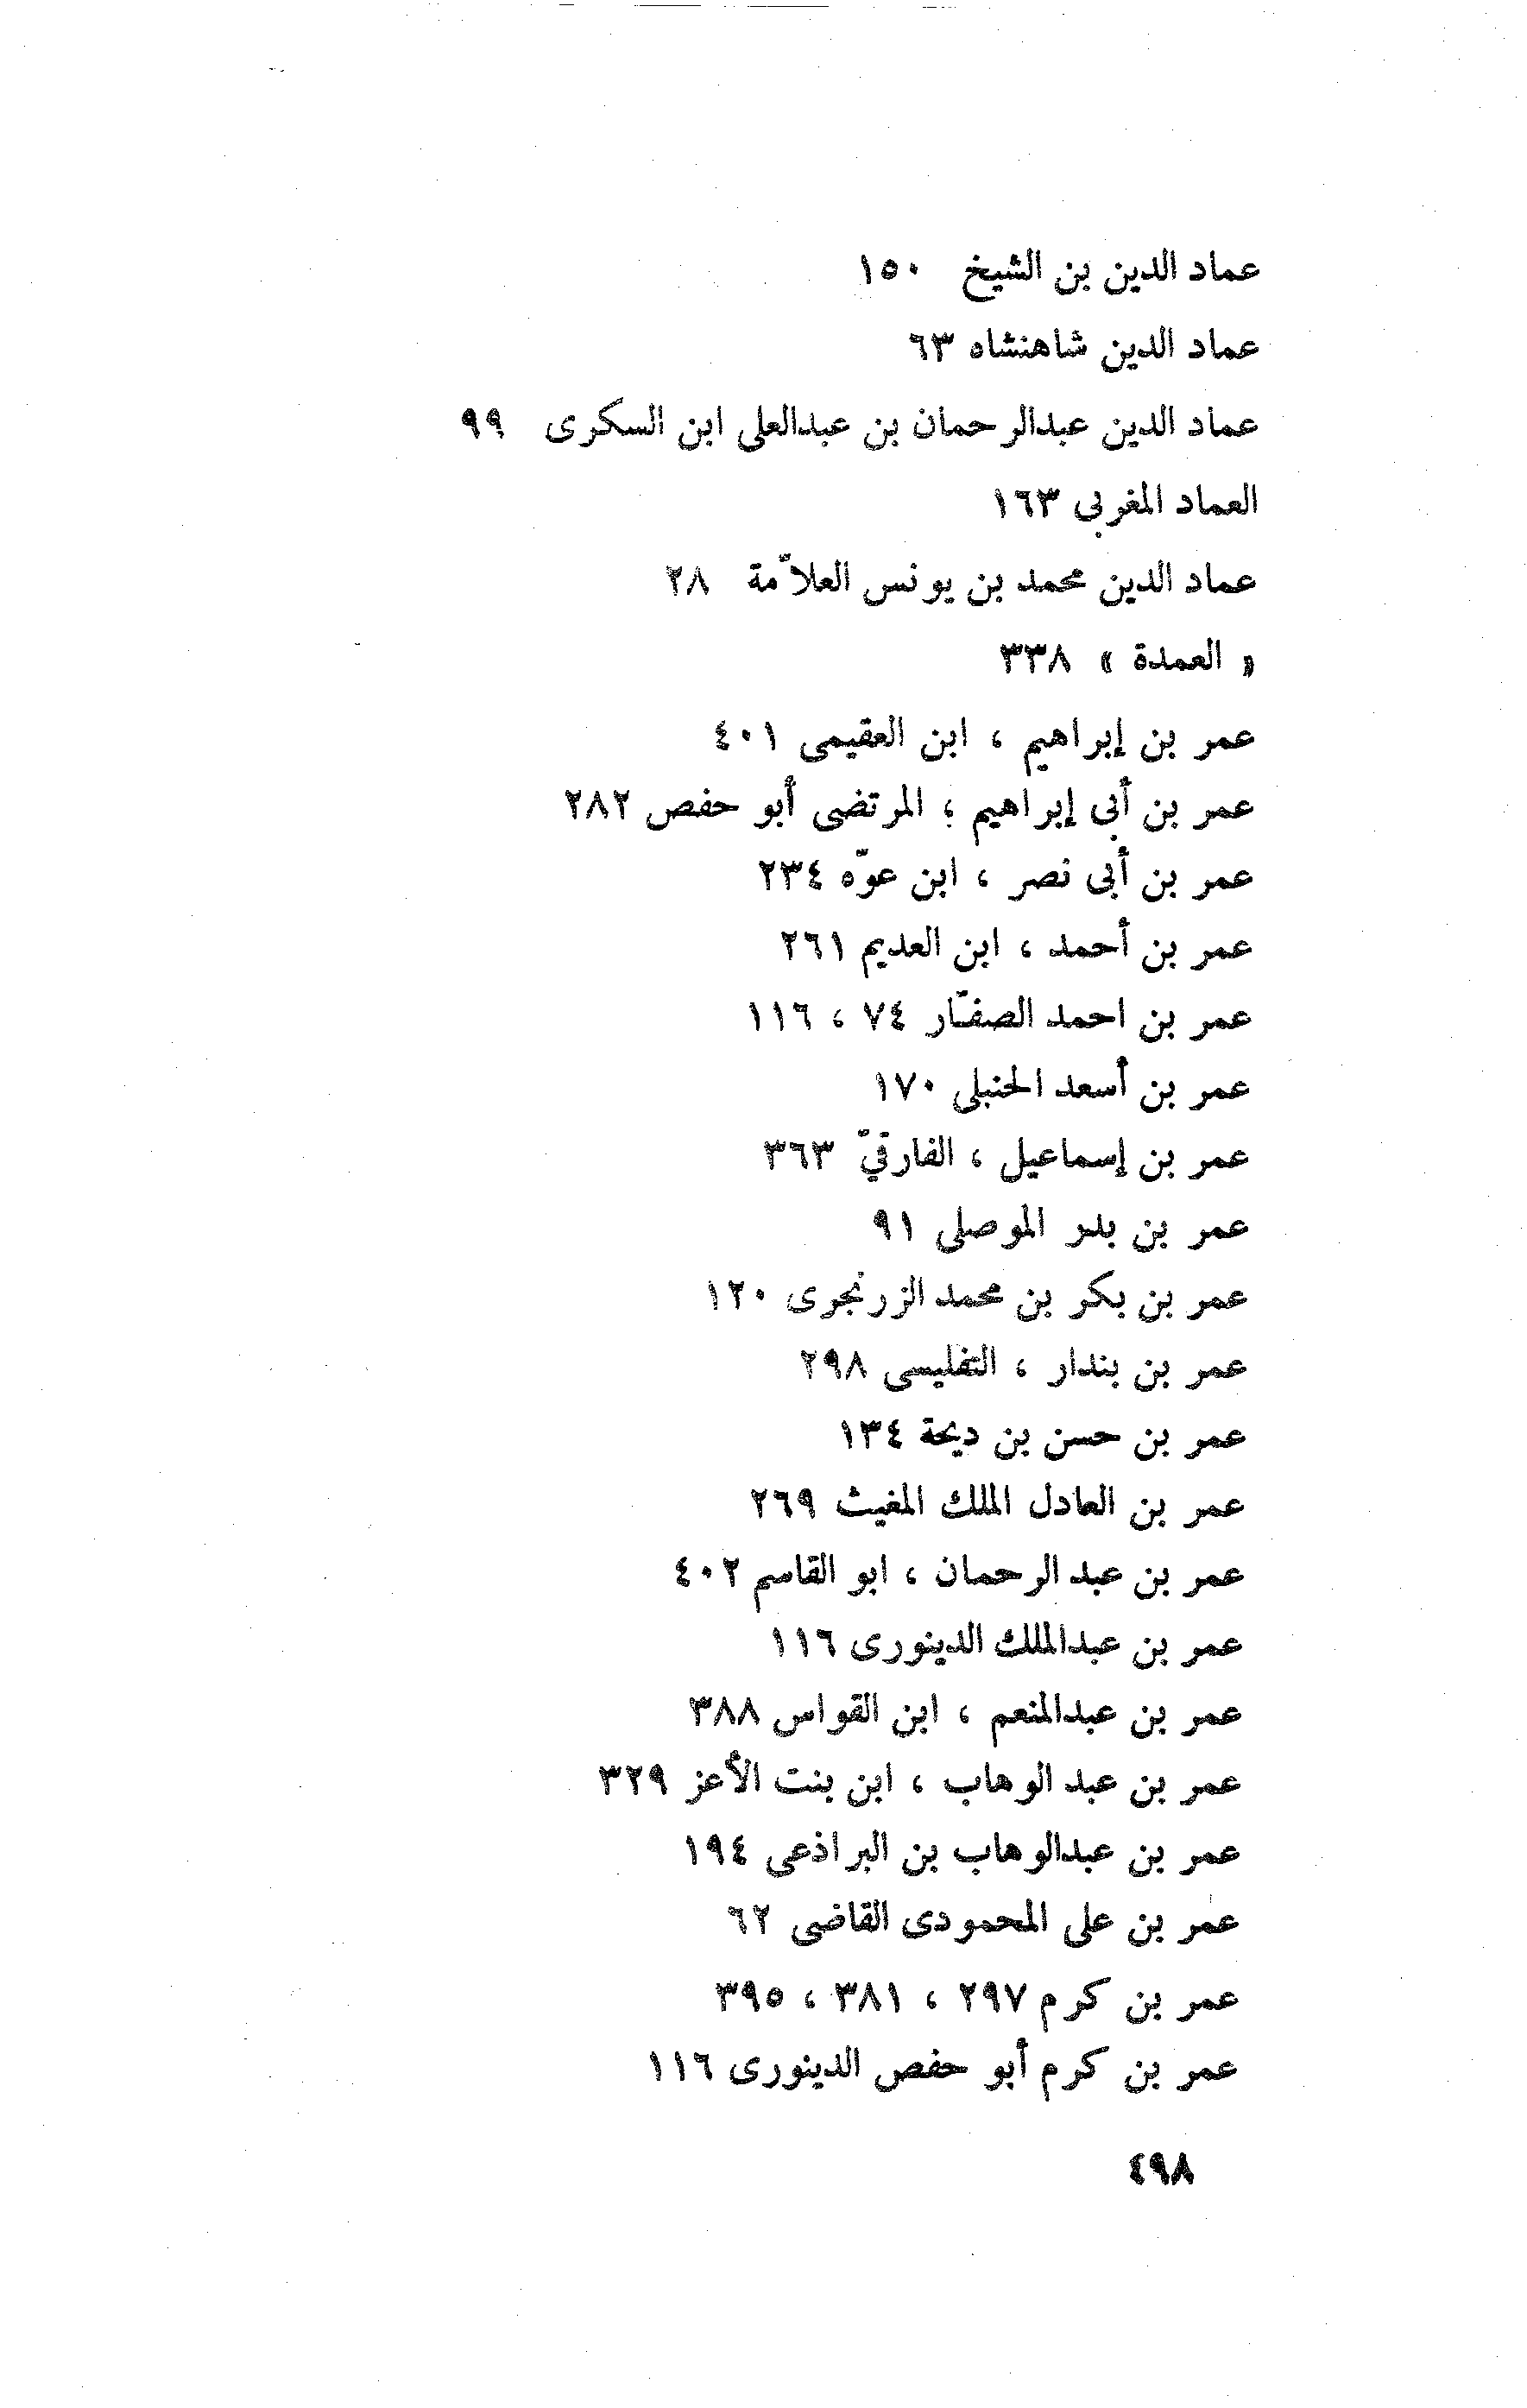 عماد الدين بن الشيخ ١٥٠
عماد الدين شاهنشاه ٦٣
عماد الدين عبدالرحمان بن عبدالعلى ابن السكرى ٩٩
العماد المغربى ١٦٣
عماد الدين محمد بن يونس العلاّمة ٢٨
« العمدة » ٣٣٨
عمر بن إبراهيم ، ابن العقيمى ٤٠١
عمر بن أبى إبراهيم ؛ المرتضى أبو حفص ٢٨٢
عمر بن أبى نصر ، ابن عوّه ٢٣٤
عمر بن أحمد ، ابن العديم ٢٦١
عمر بن احمد الصفّار ٧٤ ، ١١٦
عمر بن أسعد الحنبلى ١٧٠
عمر بن إسماعيل ، الفارقيّ ٣٦٣
عمر بن بدر الموصلى ٩١
عمر بن بكر بن محمد الزرنجرى ١٢٠
عمر بن بندار ، التفليسى ٢٩٨
عمر بن حسن بن ديحة ١٣٤
عمر بن العادل الملك المغيث ٢٦٩
عمر بن عبد الرحمان ، ابو القاسم ٤٠٢
عمر بن عبدالملك الدينورى ١١٦
عمر بن عبدالمنعم ، ابن القواس ٣٨٨
عمر بن عبد الوهاب ، ابن بنت الأعز ٣٢٩
عمر بن عبدالوهاب بن البراذعى ١٩٤
عمر بن على المحمودى القاضى ٦٢
عمر بن كرم ٢٩٧ ، ٣٨١ ، ٣٩٥
عمر بن كرم أبو حفص الدينورى ١١٦
٤٩٨